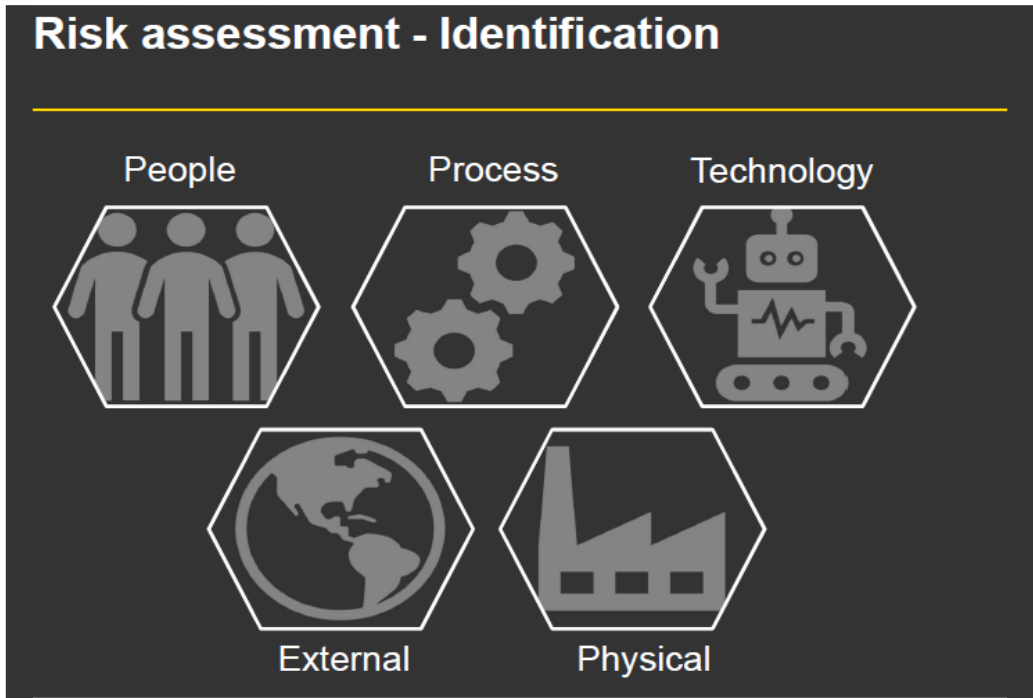 Risk assessment - Identification
People
Process
Technology
External
Physical